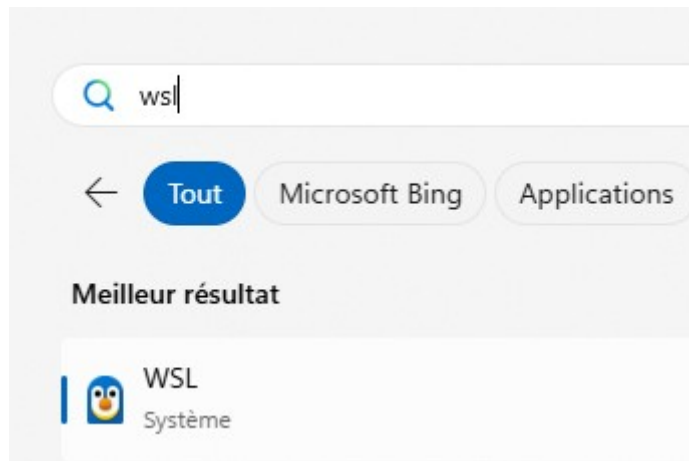 wsl
Tout Microsoft Bing Applications
Meilleur résultat
WSL
Système